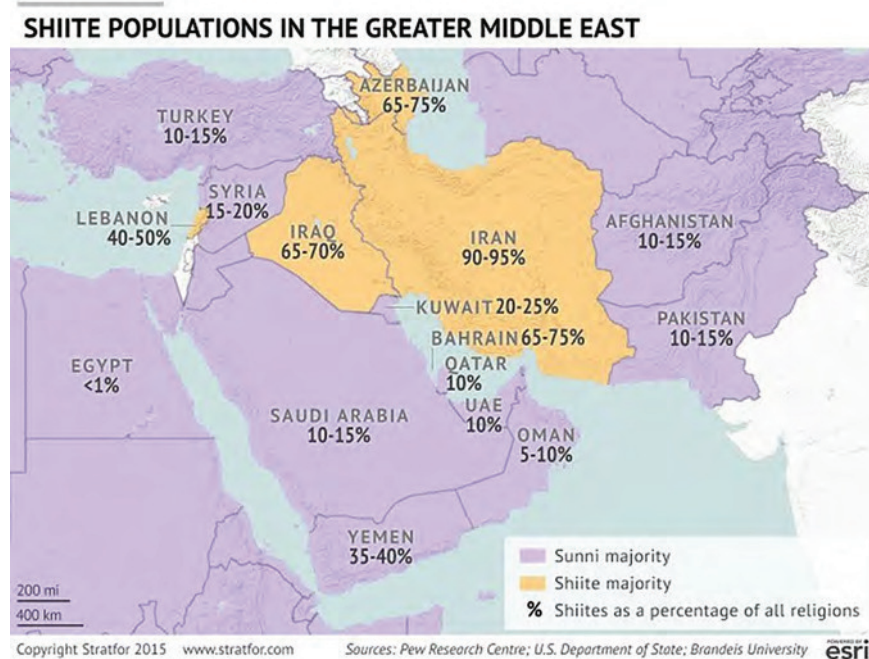 SHIITE POPULATIONS IN THE GREATER MIDDLE EAST
AZERBAIJAN
65-75%
TURKEY
10-15%
SYRIA
15-20%
LEBANON
40-50%
IRAQ
65-70%
IRAN
90-95%
AFGHANISTAN
10-15%
KUWAIT 20-25%
PAKISTAN
10-15%
BAHRAIN 65-75%
QATAR
10%
EGYPT
<1%
UAE
10%
SAUDI ARABIA
10-15%
OMAN
5-10%
YEMEN
35-40%
Sunni majority
Shiite majority
% Shiites as a percentage of all religions
200 mi
400 km
Copyright Stratfor 2015 www.stratfor.com Sources: Pew Research Centre; U.S. Department of State; Brandeis University
POWERED BY
esri